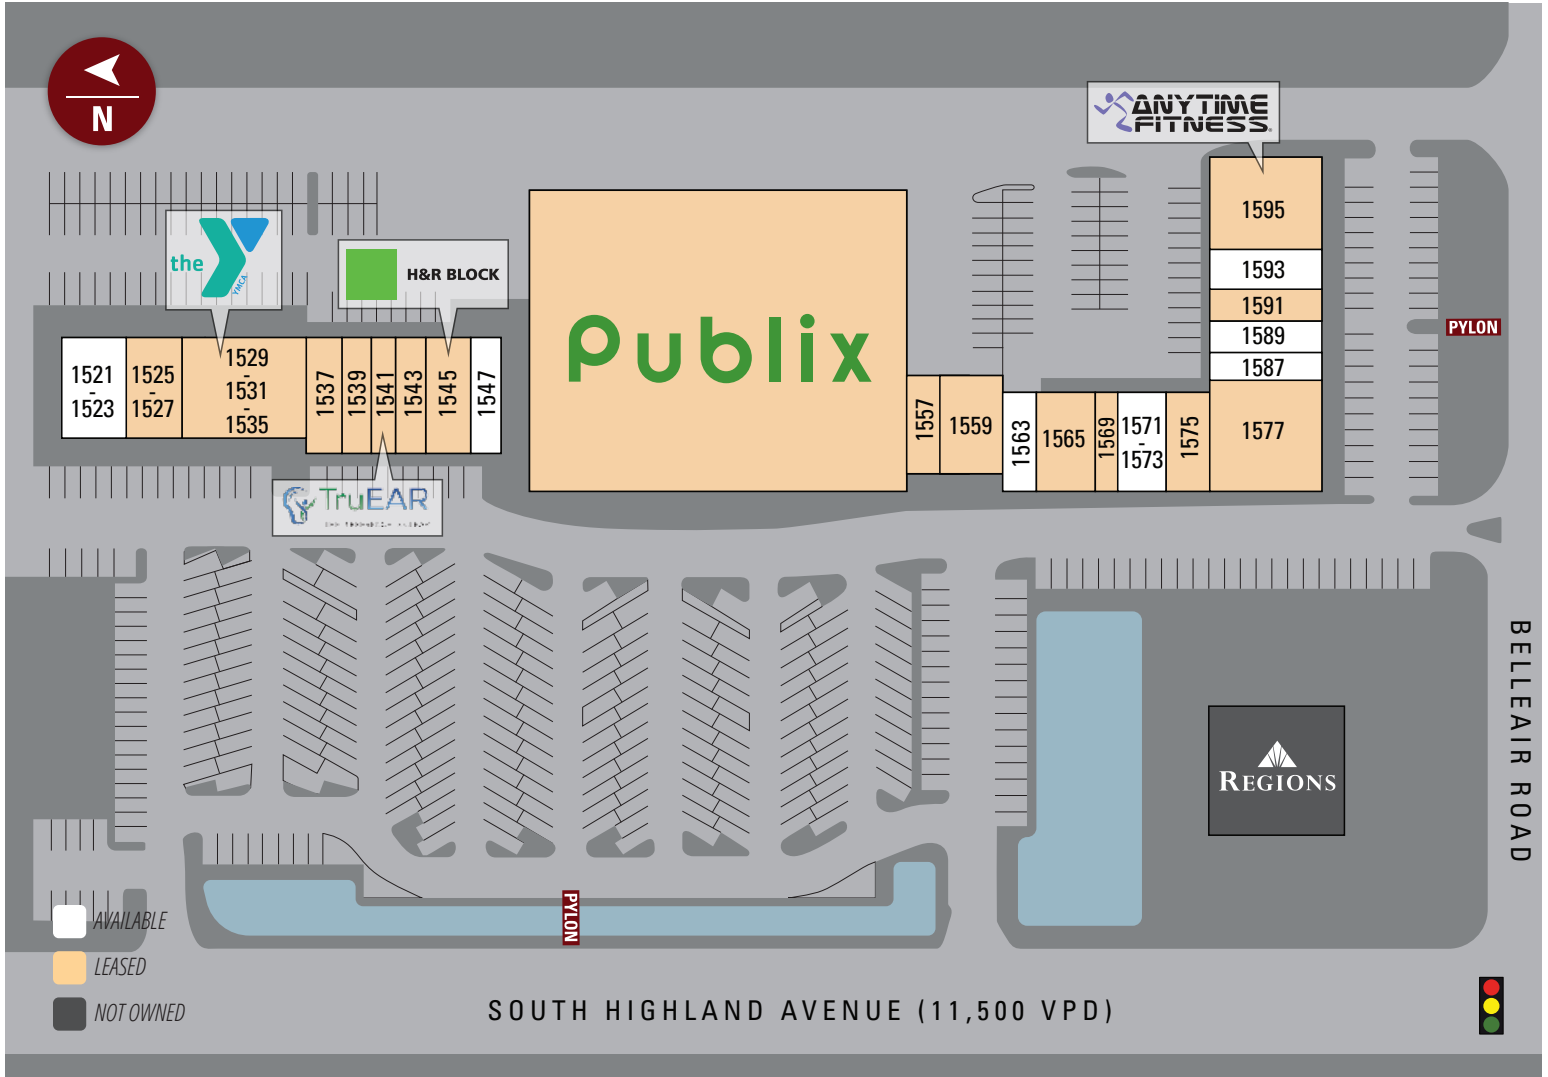 N
ANYTIME
FITNESS
1595
1593
1591
1589
1587
1577
PYLON
the
YMCA
H&R BLOCK
Publix
1521
-
1523
1525
-
1527
1529
-
1531
-
1535
1537
1539
1541
1543
1545
1547
1557
1559
1563
1565
1569
1571
-
1573
1575
TruEAR
BELLEAIR ROAD
REGIONS
PYLON
AVAILABLE
LEASED
NOT OWNED
SOUTH HIGHLAND AVENUE (11,500 VPD)